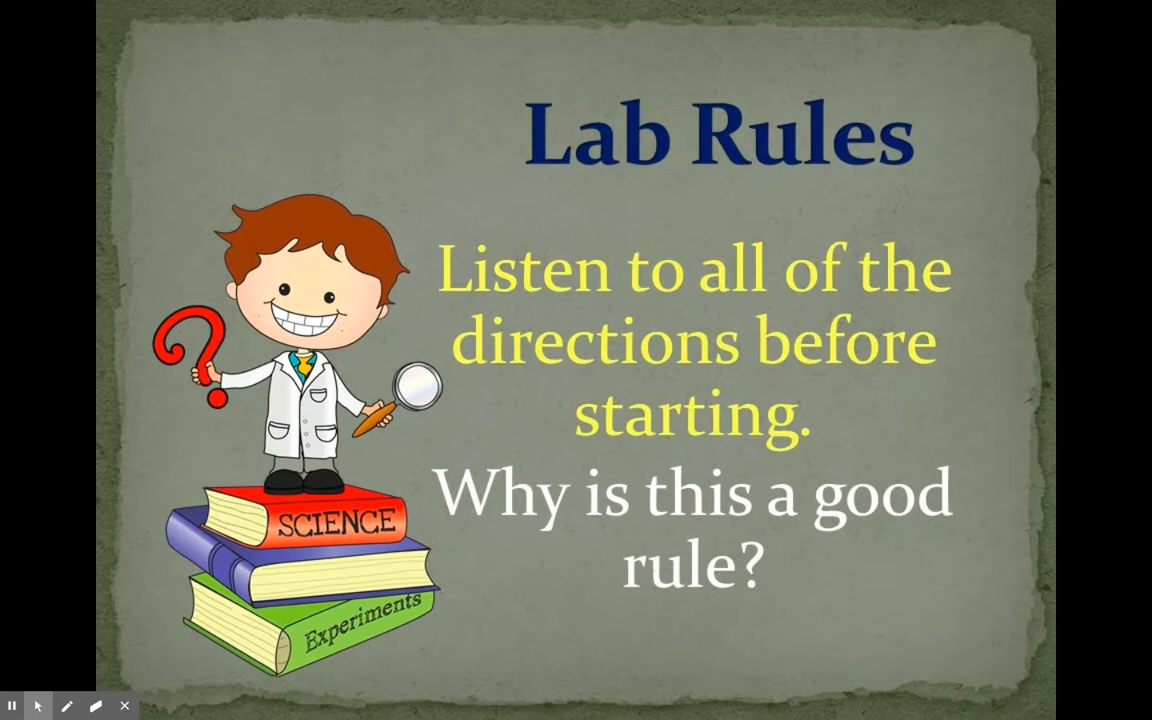 Lab Rules
Listen to all of the
directions before
starting.
Why is this a good
rule?
SCIENCE
Experiments